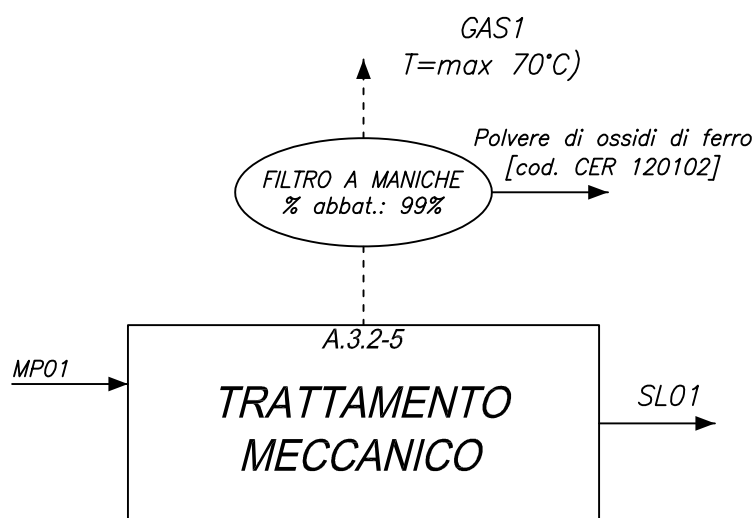 GAS1
T=max 70°C)
Polvere di ossidi di ferro
[cod. CER 120102]
FILTRO A MANICHE
% abbat.: 99%
A.3.2-5
MP01
TRATTAMENTO
MECCANICO
SL01